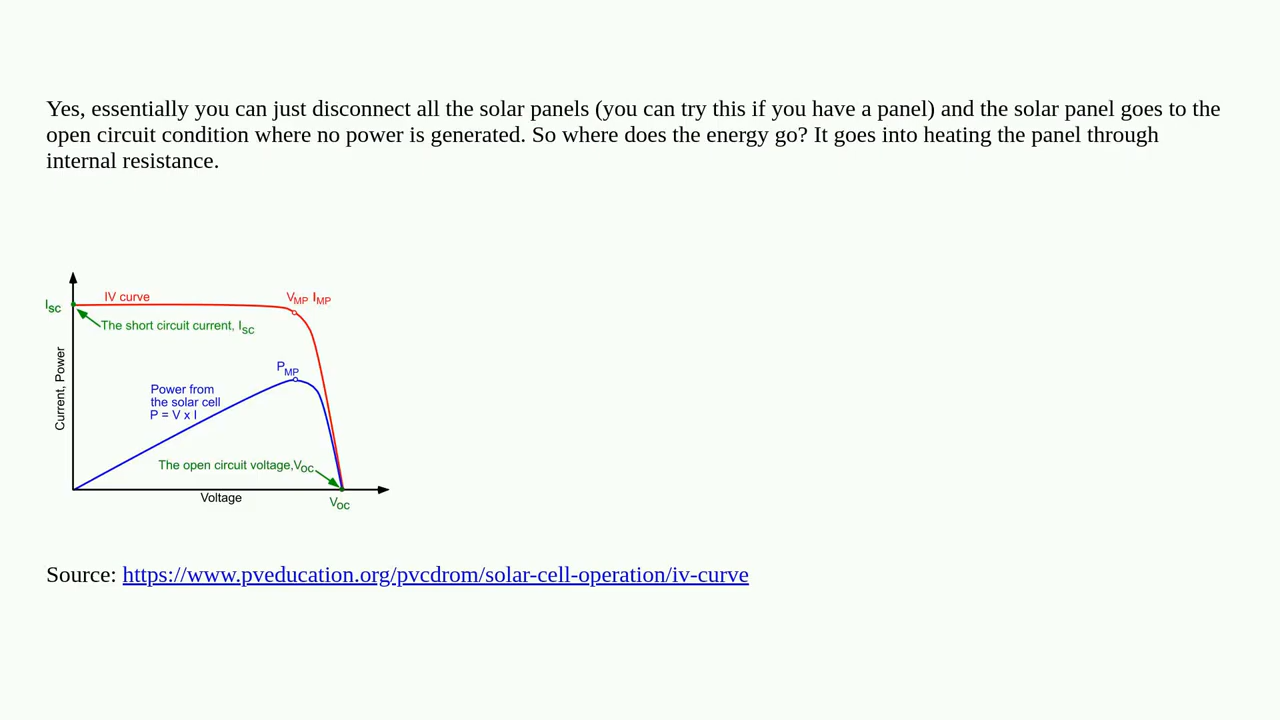 Yes, essentially you can just disconnect all the solar panels (you can try this if you have a panel) and the solar panel goes to the
open circuit condition where no power is generated. So where does the energy go? It goes into heating the panel through
internal resistance.
ISC
IV curve
VMP IMP
The short circuit current, ISC
PMP
Power from
the solar cell
P = V x I
Current, Power
The open circuit voltage,VOC
Voltage
VOC
Source: https://www.pveducation.org/pvcdrom/solar-cell-operation/iv-curve